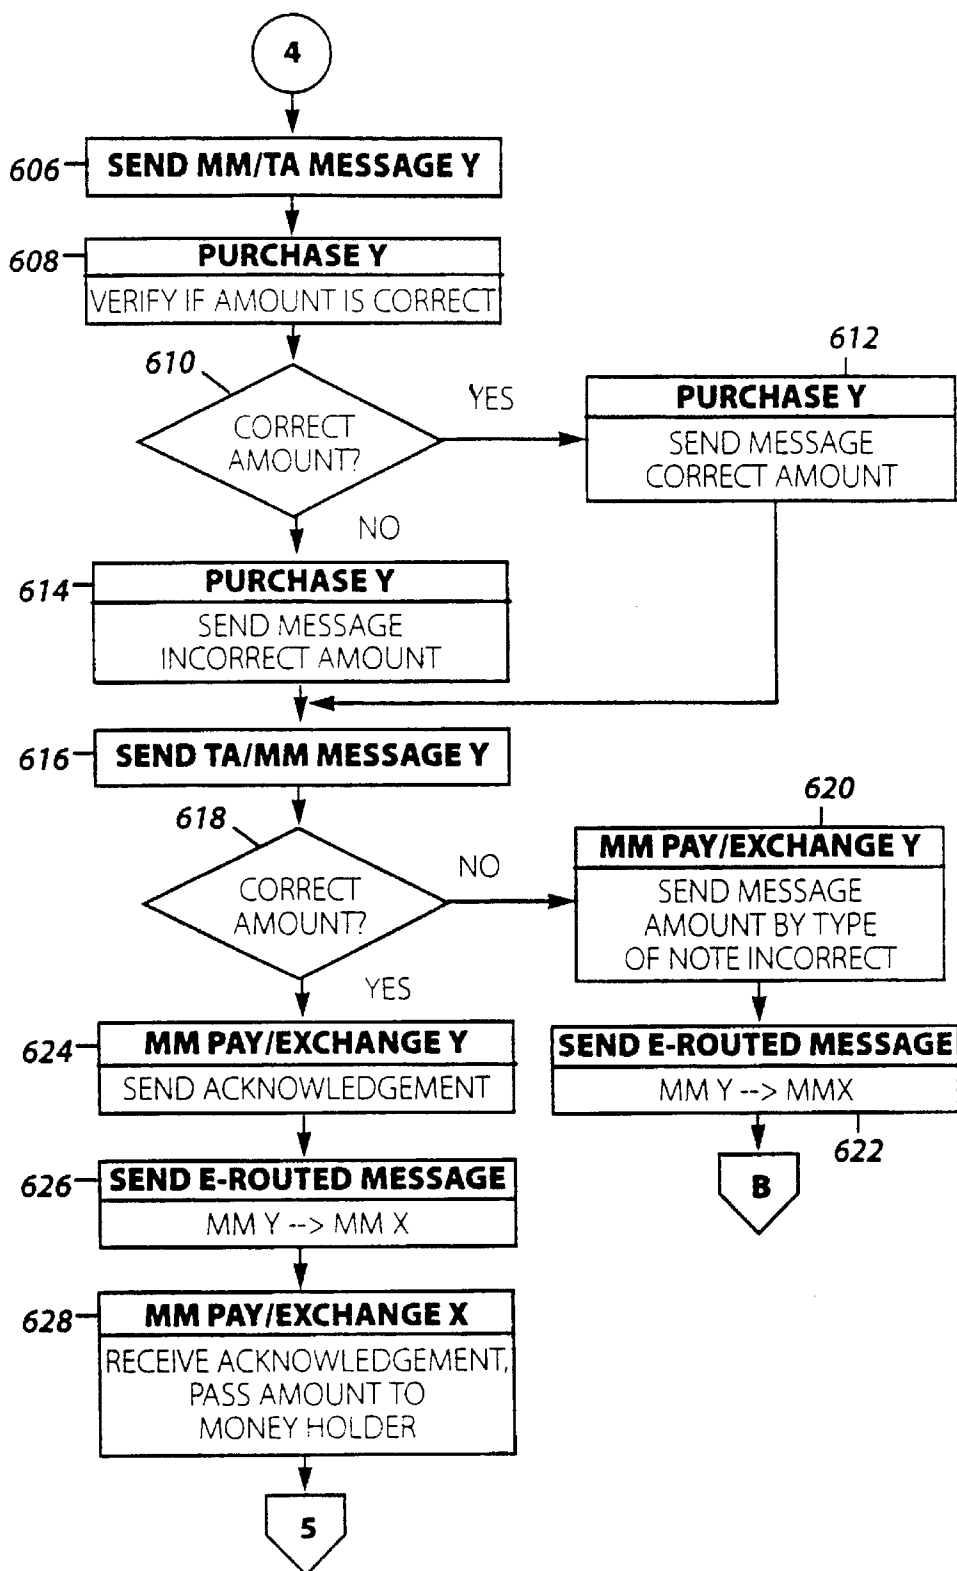 4
606
SEND MM/TA MESSAGE Y
608
PURCHASE Y
VERIFY IF AMOUNT IS CORRECT
610
CORRECT
AMOUNT?
YES
NO
612
PURCHASE Y
SEND MESSAGE
CORRECT AMOUNT
614
PURCHASE Y
SEND MESSAGE
INCORRECT AMOUNT
616
SEND TA/MM MESSAGE Y
618
CORRECT
AMOUNT?
NO
YES
620
MM PAY/EXCHANGE Y
SEND MESSAGE
AMOUNT BY TYPE
OF NOTE INCORRECT
SEND E-ROUTED MESSAGE
MM Y --> MMX
622
B
624
MM PAY/EXCHANGE Y
SEND ACKNOWLEDGEMENT
626
SEND E-ROUTED MESSAGE
MM Y --> MM X
628
MM PAY/EXCHANGE X
RECEIVE ACKNOWLEDGEMENT,
PASS AMOUNT TO
MONEY HOLDER
5